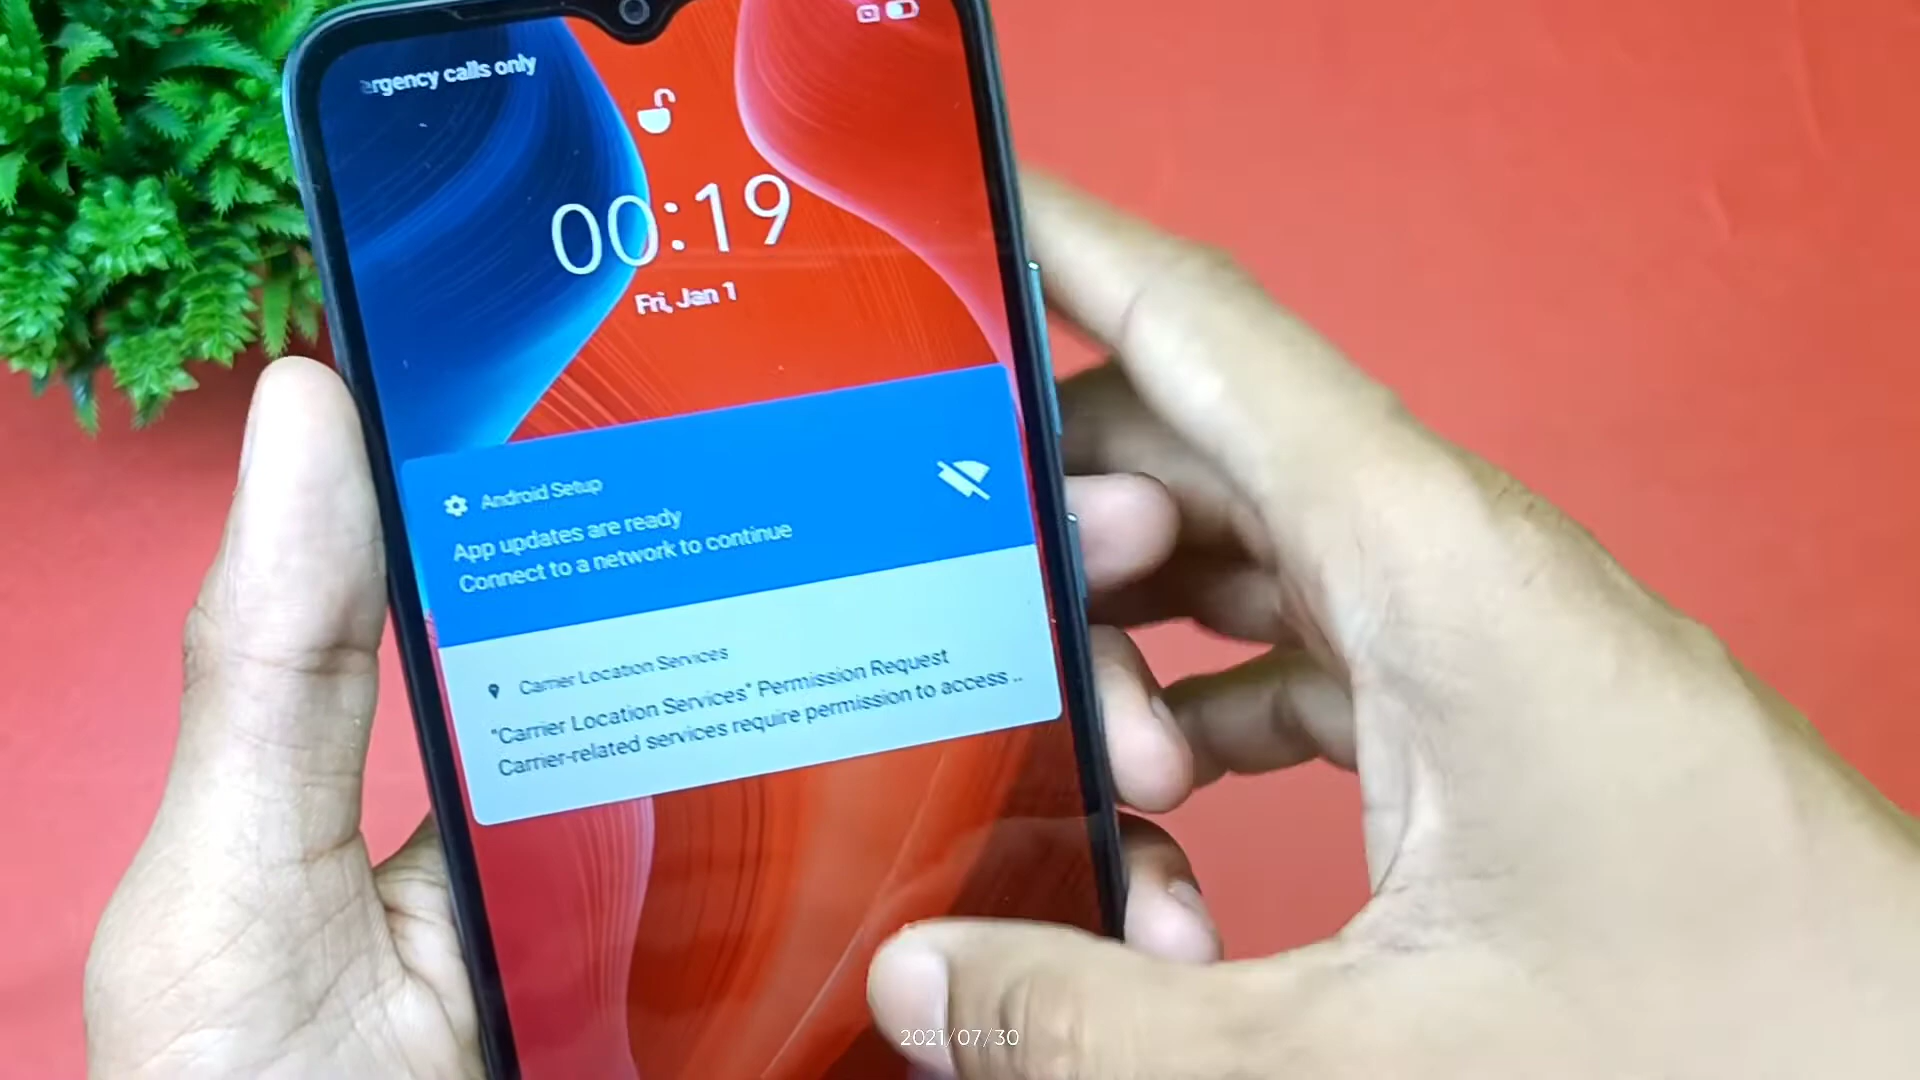 ergency calls only
00:19
Fri, Jan 1
Android Setup
App updates are ready
Connect to a network to continue
Carrier Location Services
"Carrier Location Services" Permission Request
Carrier-related services require permission to access ..
2021/07/30